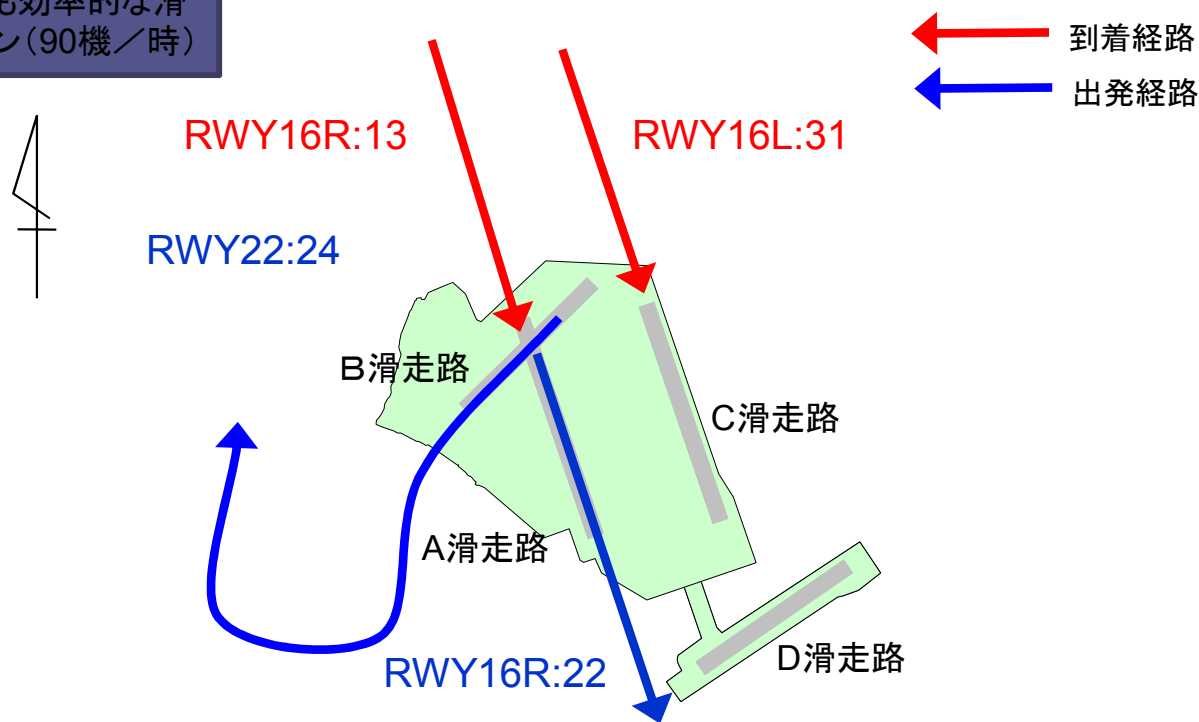 も効率的な滑
ン（90機／時）
到着経路
出発経路
RWY16R:13
RWY16L:31
RWY22:24
B滑走路
C滑走路
A滑走路
D滑走路
RWY16R:22